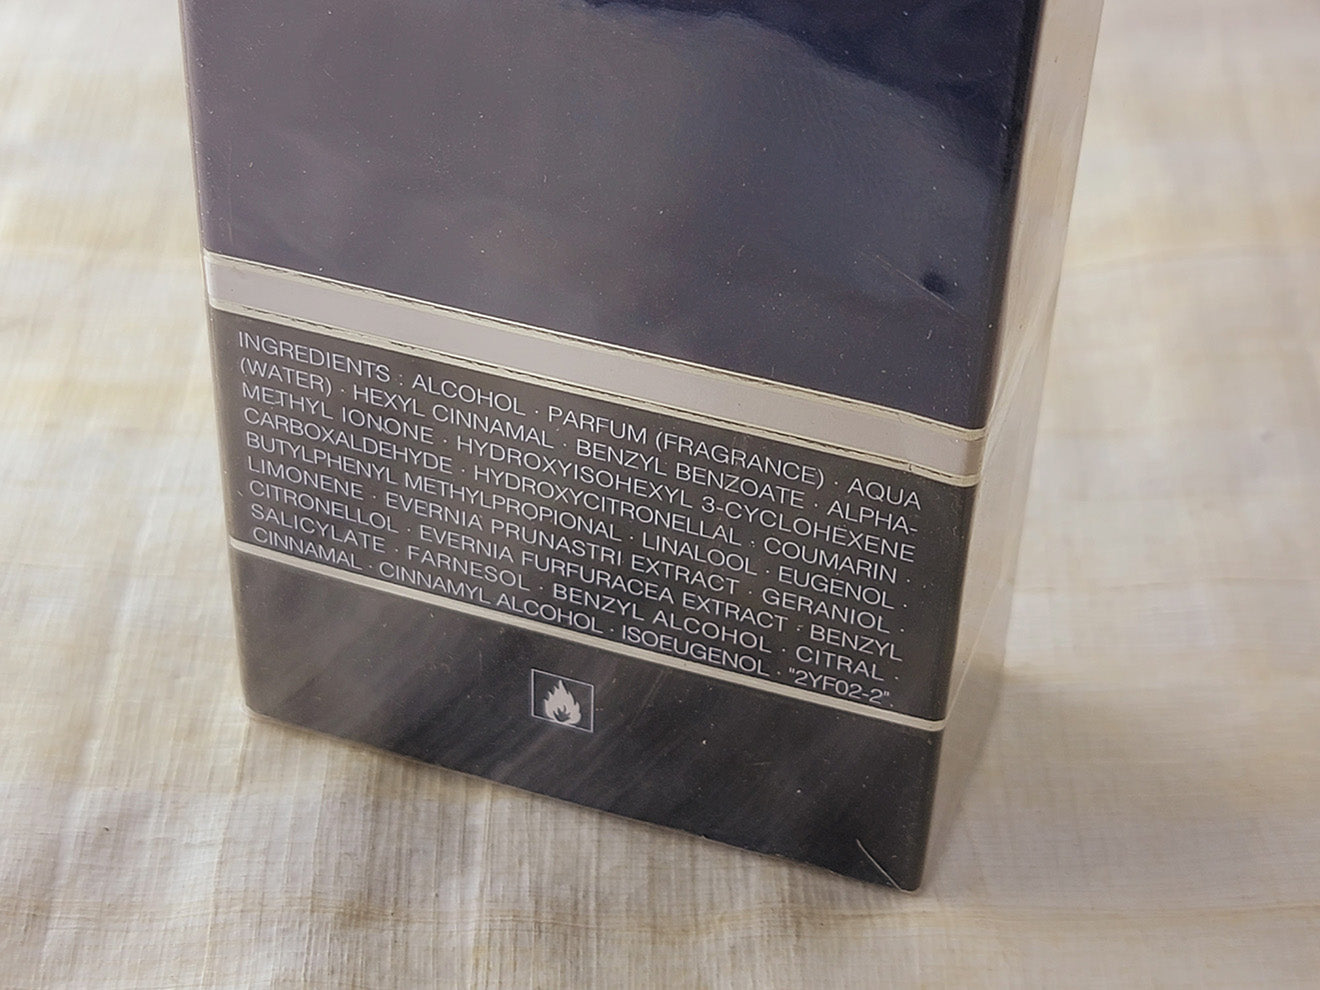 INGREDIENTS : ALCOHOL · PARFUM (FRAGRANCE) · AQUA
(WATER) · HEXYL CINNAMAL · BENZYL BENZOATE · ALPHA-
METHYL IONONE · HYDROXYISOHEXYL 3-CYCLOHEXENE
CARBOXALDEHYDE · HYDROXYCITRONELLAL · COUMARIN ·
BUTYLPHENYL METHYLPROPIONAL · LINALOOL · EUGENOL ·
LIMONENE · EVERNIA PRUNASTRI EXTRACT · GERANIOL ·
CITRONELLOL · EVERNIA FURFURACEA EXTRACT · BENZYL
SALICYLATE · FARNESOL · BENZYL ALCOHOL · CITRAL ·
CINNAMAL · CINNAMYL ALCOHOL · ISOEUGENOL · "2YF02-2".